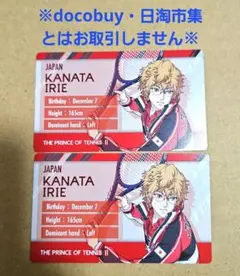 ※docobuy・日淘市集
とはお取引しません※
JAPAN
KANATA
IRIE
Birthday : December 7
Height : 165cm
Dominant hand : Left
THE PRINCE OF TENNIS II
JAPAN
KANATA
IRIE
Birthday : December 7
Height : 165cm
Dominant hand : Left
THE PRINCE OF TENNIS II